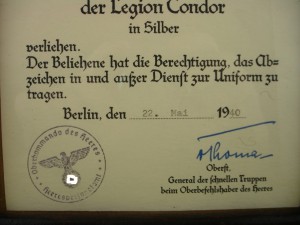 der Legion Condor
in Silber
verliehen.
Der Beliehene hat die Berechtigung, das Ab=
zeichen in und außer Dienst zur Uniform zu
tragen.
Berlin, den 22. Mai 1940
Thoma
Oberst,
General der schnellen Truppen
beim Oberbefehlshaber des Heeres
Oberkommando des Heeres